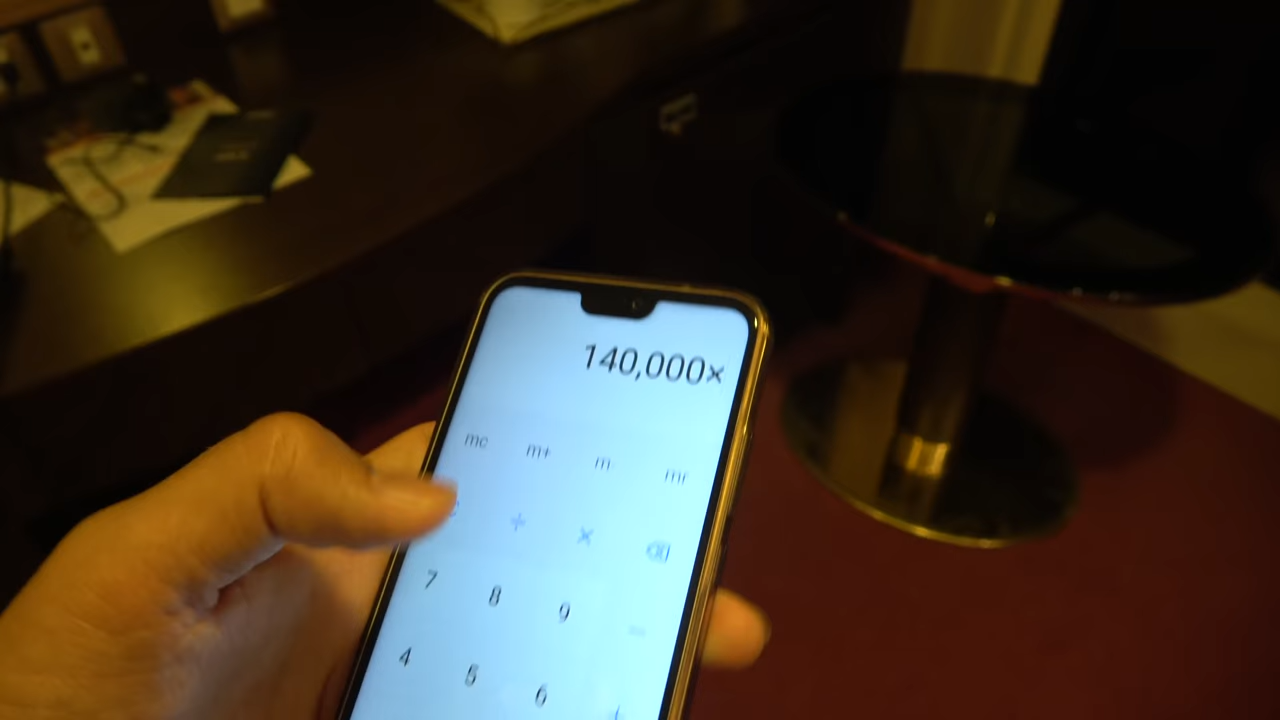 140,000×
mc m+ m mr
÷ ×
7 8 9 −
4 5 6 +